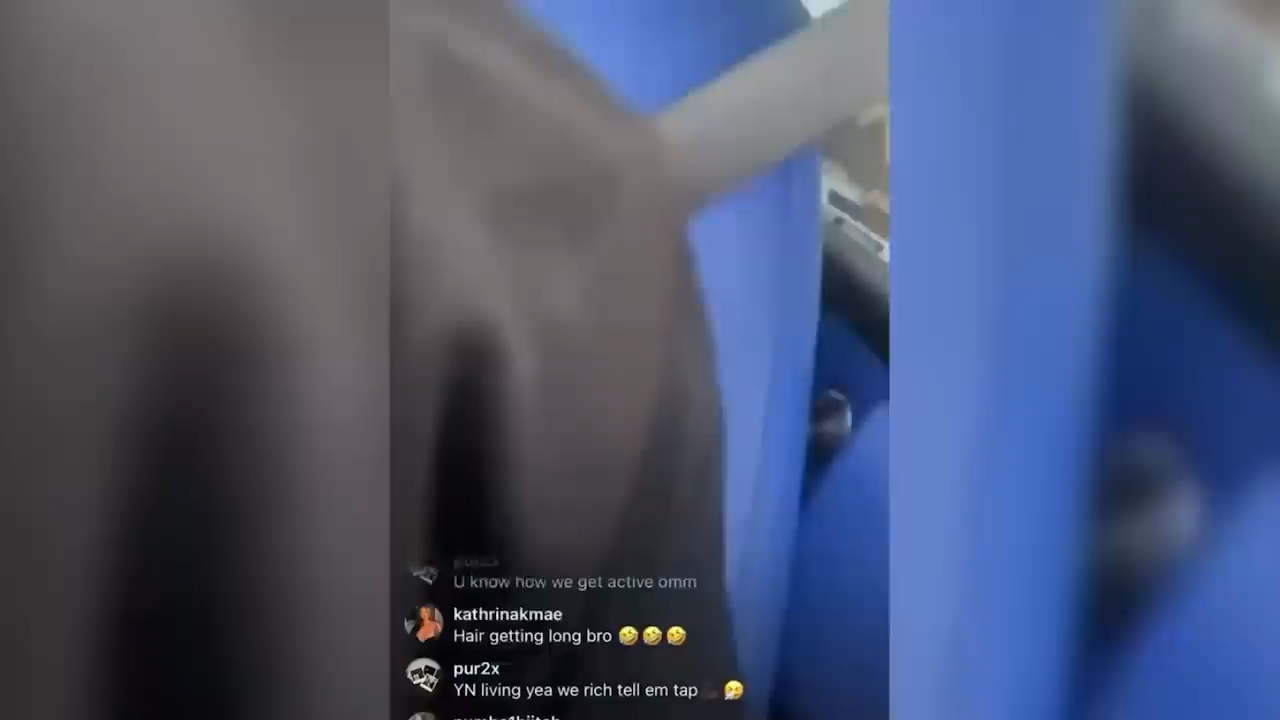 U know how we get active omm
kathrinakmae
Hair getting long bro 🤣🤣🤣
pur2x
YN living yea we rich tell em tap